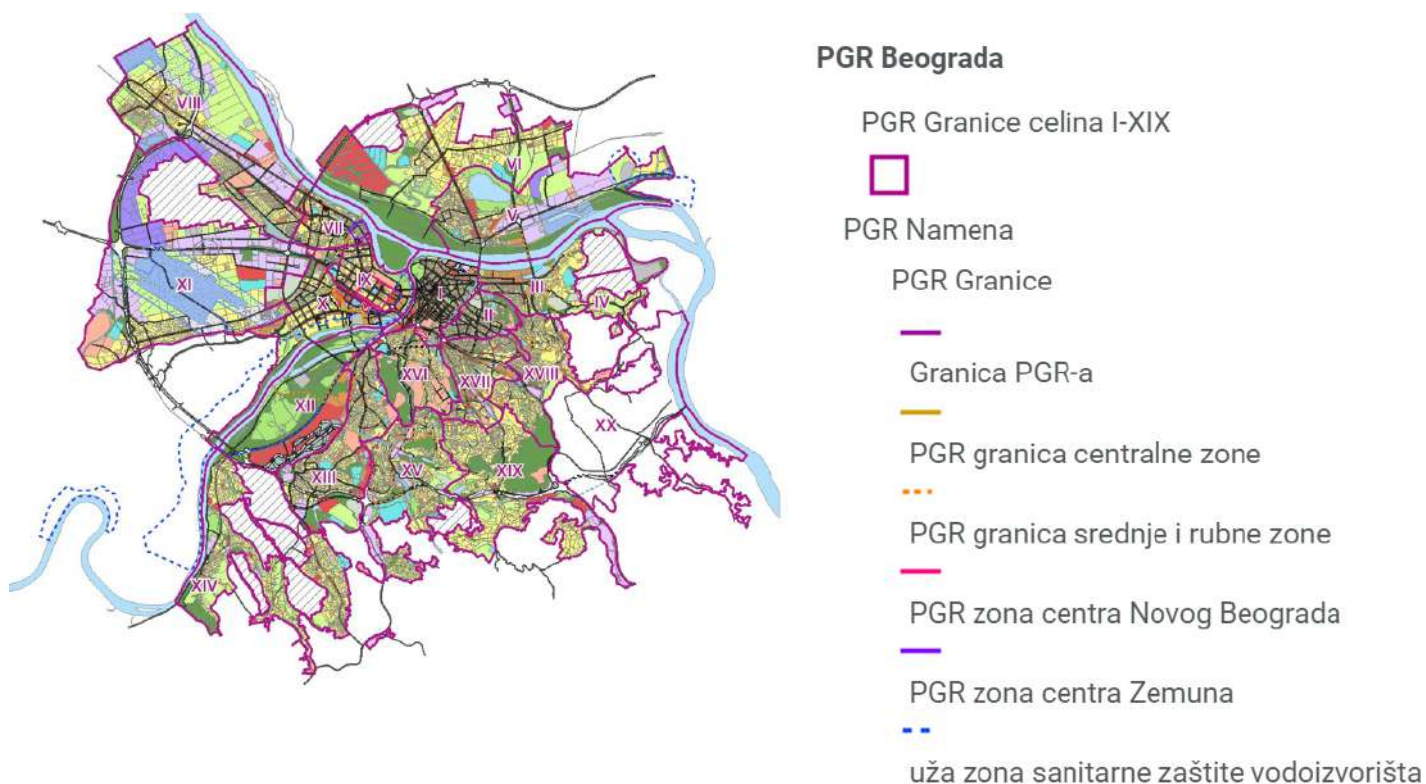 PGR Beograda
PGR Granice celina I-XIX
PGR Namena
PGR Granice
Granica PGR-a
PGR granica centralne zone
PGR granica srednje i rubne zone
PGR zona centra Novog Beograda
PGR zona centra Zemuna
uža zona sanitarne zaštite vodoizvorišta
VIII
VI
V
VII
XI
IX
X
I
III
IV
II
XVI
XVII
XVIII
XII
XX
XIII
XV
XIX
XIV